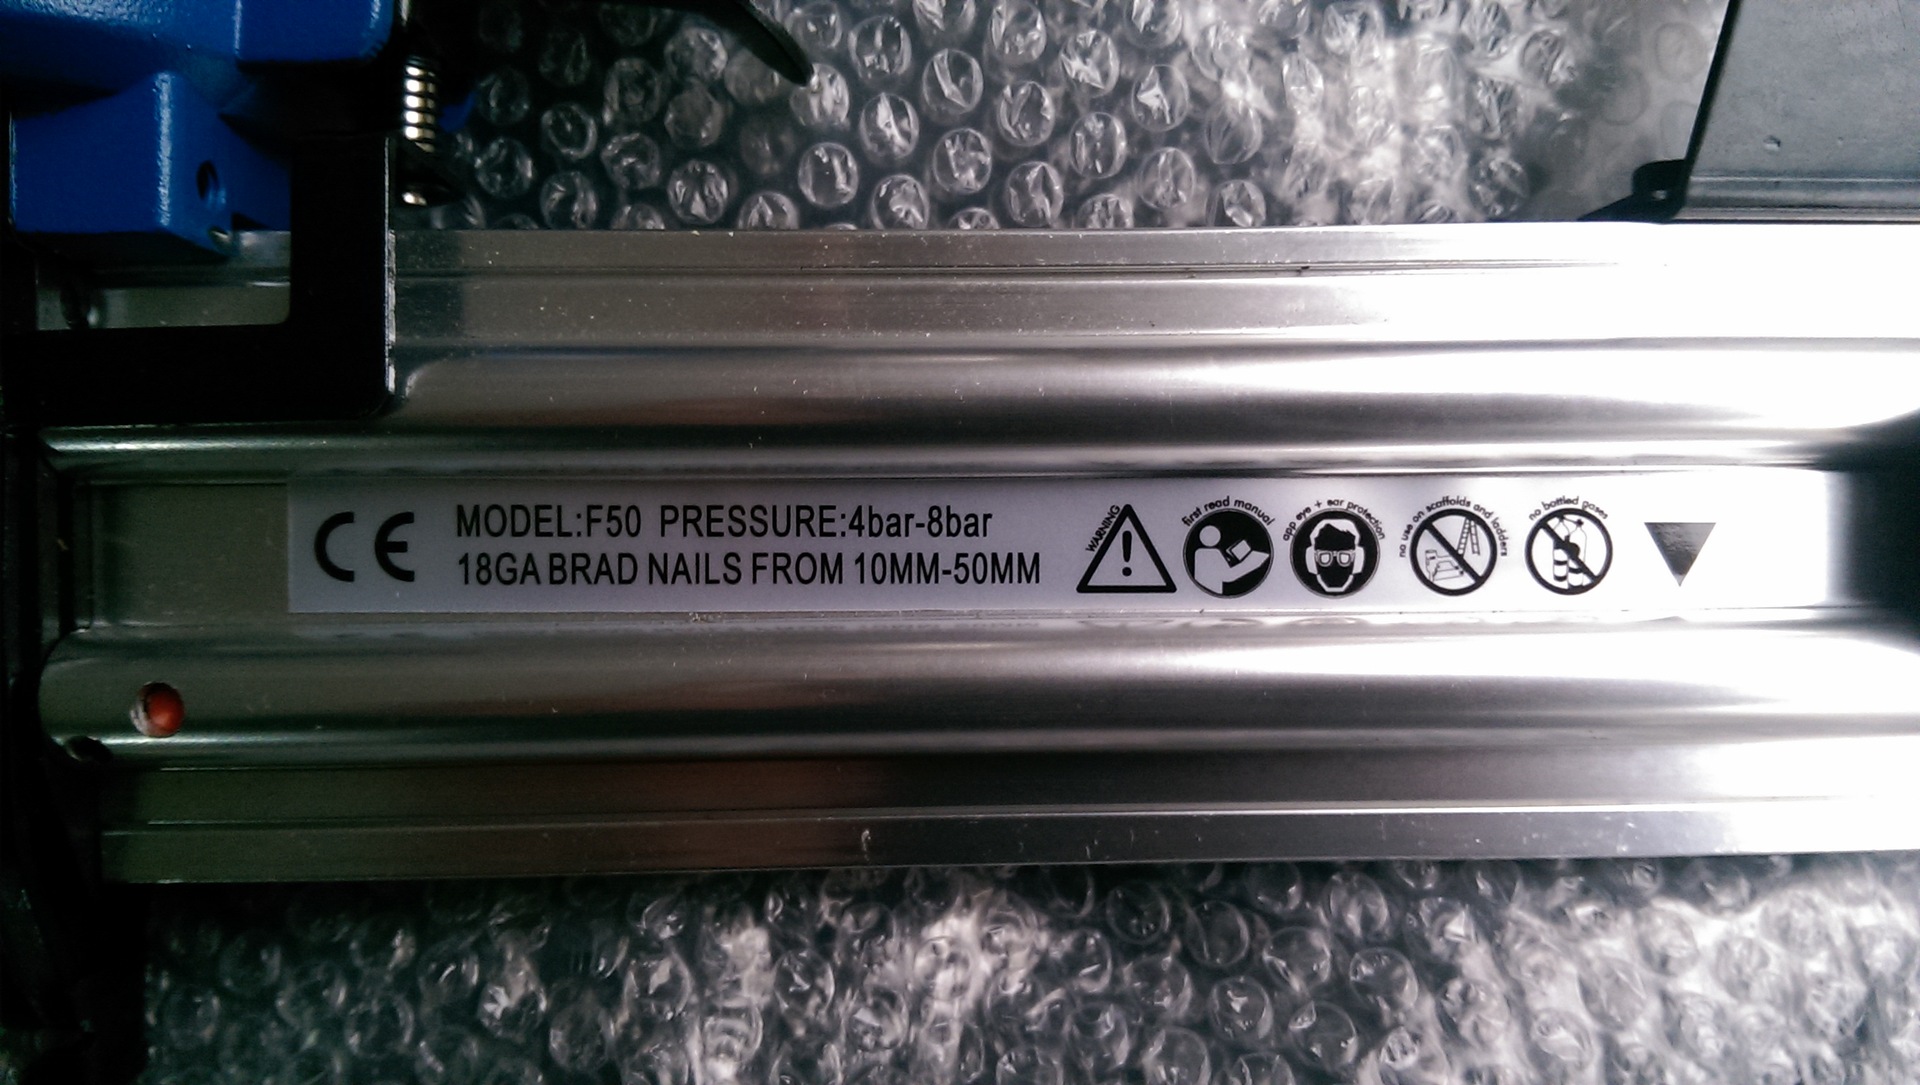 CE
MODEL:F50 PRESSURE:4bar-8bar
18GA BRAD NAILS FROM 10MM-50MM
WARNING
!
first read manual
app eye + ear protection
no use on scaffolds and ladders
no bottled gases